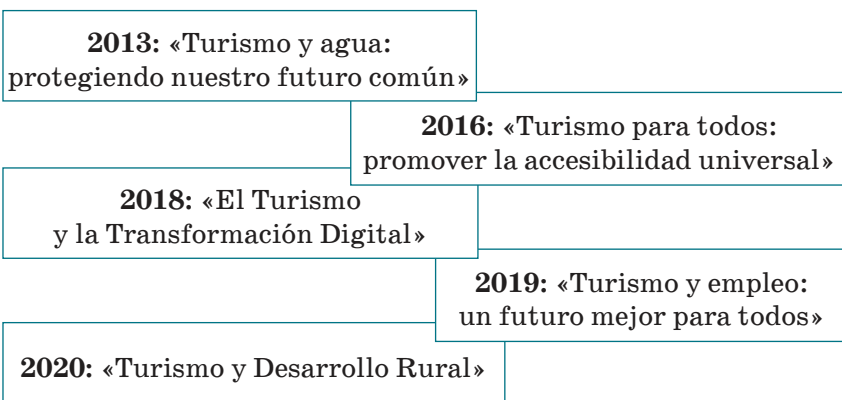 2013: «Turismo y agua:
protegiendo nuestro futuro común»
2016: «Turismo para todos:
promover la accesibilidad universal»
2018: «El Turismo
y la Transformación Digital»
2019: «Turismo y empleo:
un futuro mejor para todos»
2020: «Turismo y Desarrollo Rural»